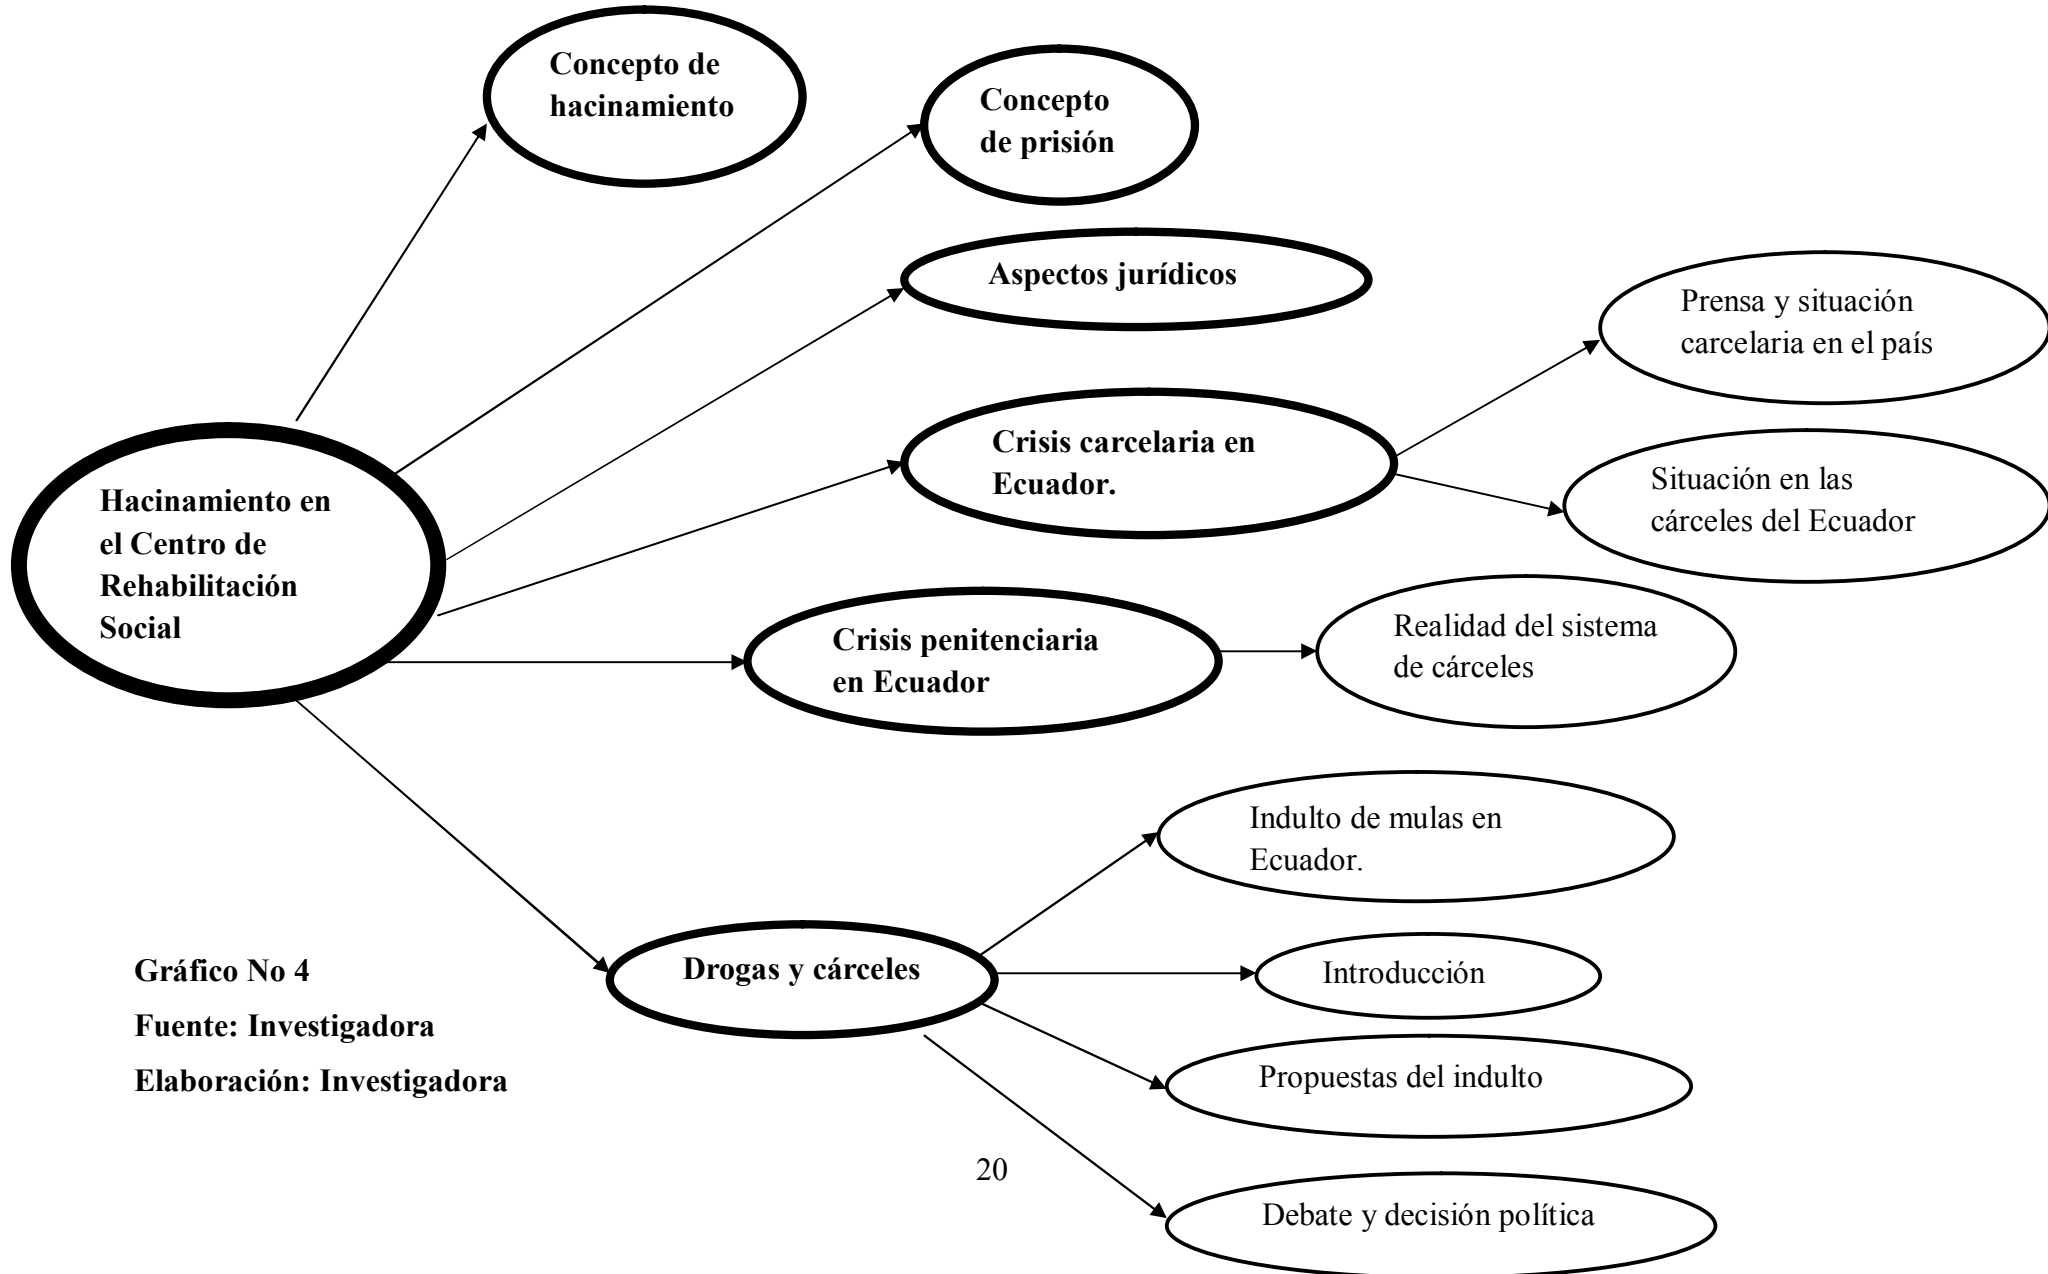 Concepto de
hacinamiento
Concepto
de prisión
Aspectos jurídicos
Prensa y situación
carcelaria en el país
Crisis carcelaria en
Ecuador.
Situación en las
cárceles del Ecuador
Hacinamiento en
el Centro de
Rehabilitación
Social
Crisis penitenciaria
en Ecuador
Realidad del sistema
de cárceles
Indulto de mulas en
Ecuador.
Drogas y cárceles
Introducción
Propuestas del indulto
Debate y decisión política
Gráfico No 4
Fuente: Investigadora
Elaboración: Investigadora
20